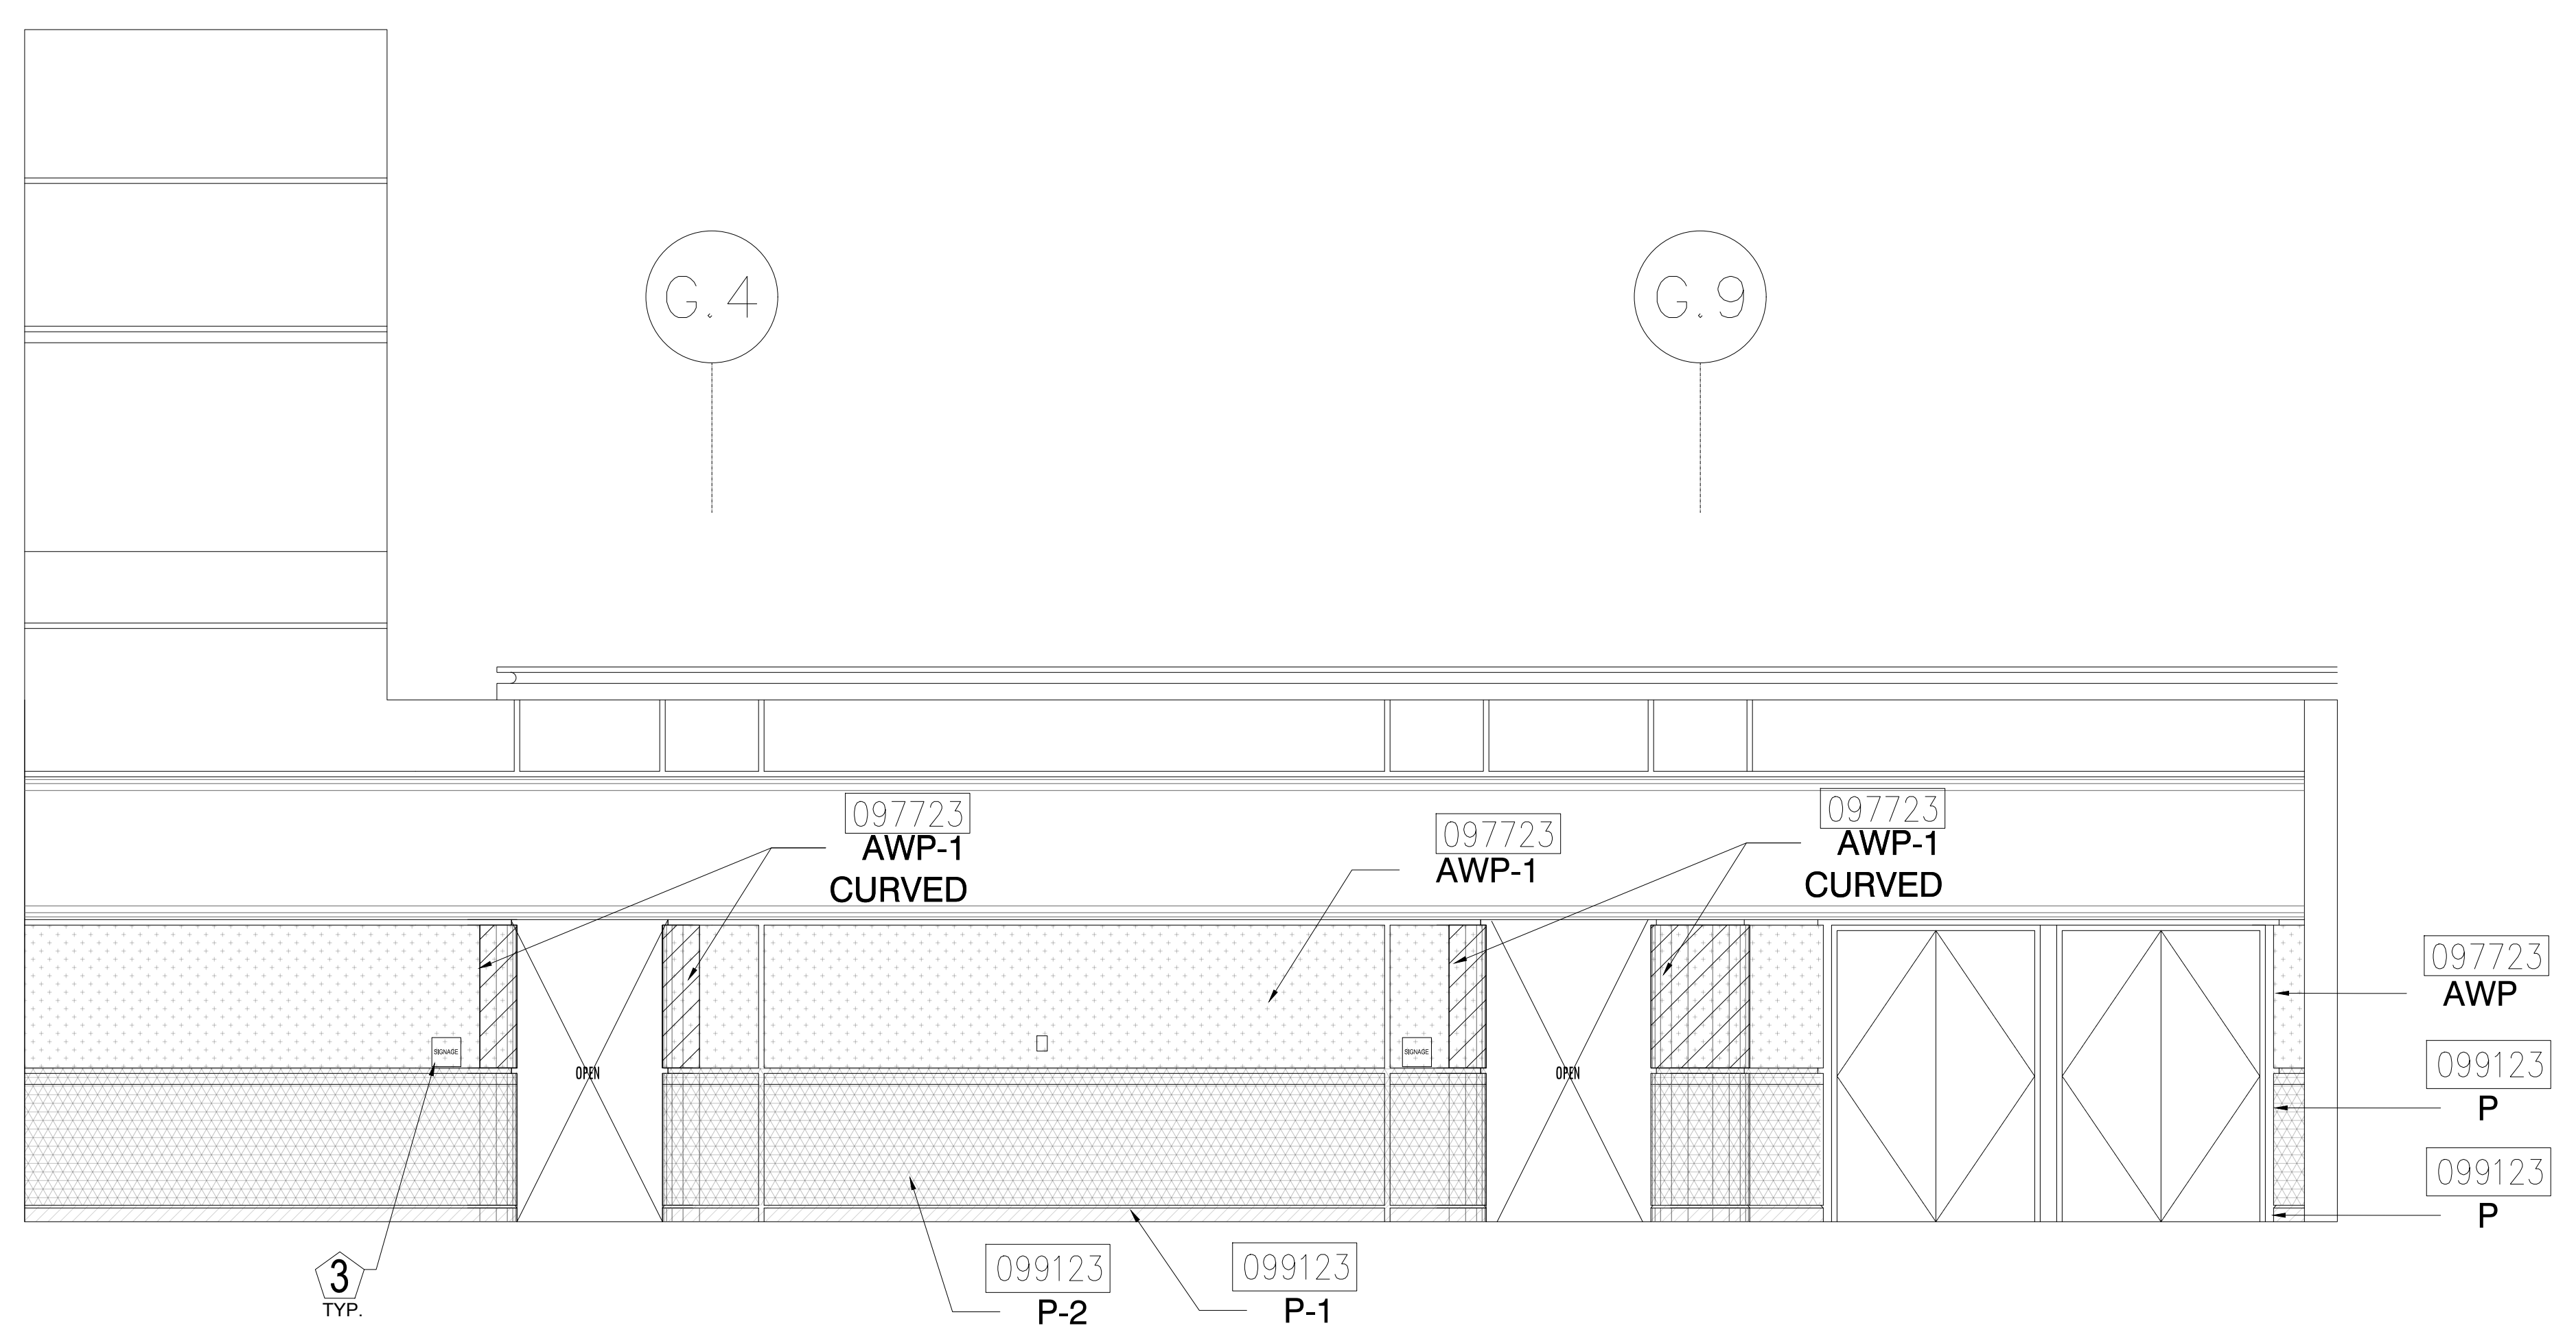 G.4
G.9
097723
AWP-1
CURVED
097723
AWP-1
097723
AWP-1
CURVED
097723
AWP
SIGNAGE
SIGNAGE
OPEN
OPEN
099123
P
099123
P
3
TYP.
099123
P-2
099123
P-1